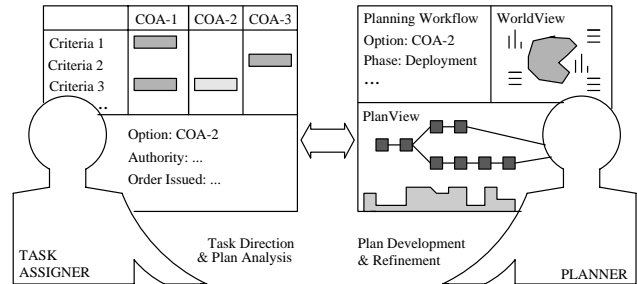 COA-1 COA-2 COA-3
Criteria 1
Criteria 2
Criteria 3
..
Option: COA-2
Authority: ...
Order Issued: ...
TASK
ASSIGNER
Task Direction
& Plan Analysis
Planning Workflow
Option: COA-2
Phase: Deployment
...
WorldView
PlanView
Plan Development
& Refinement
PLANNER